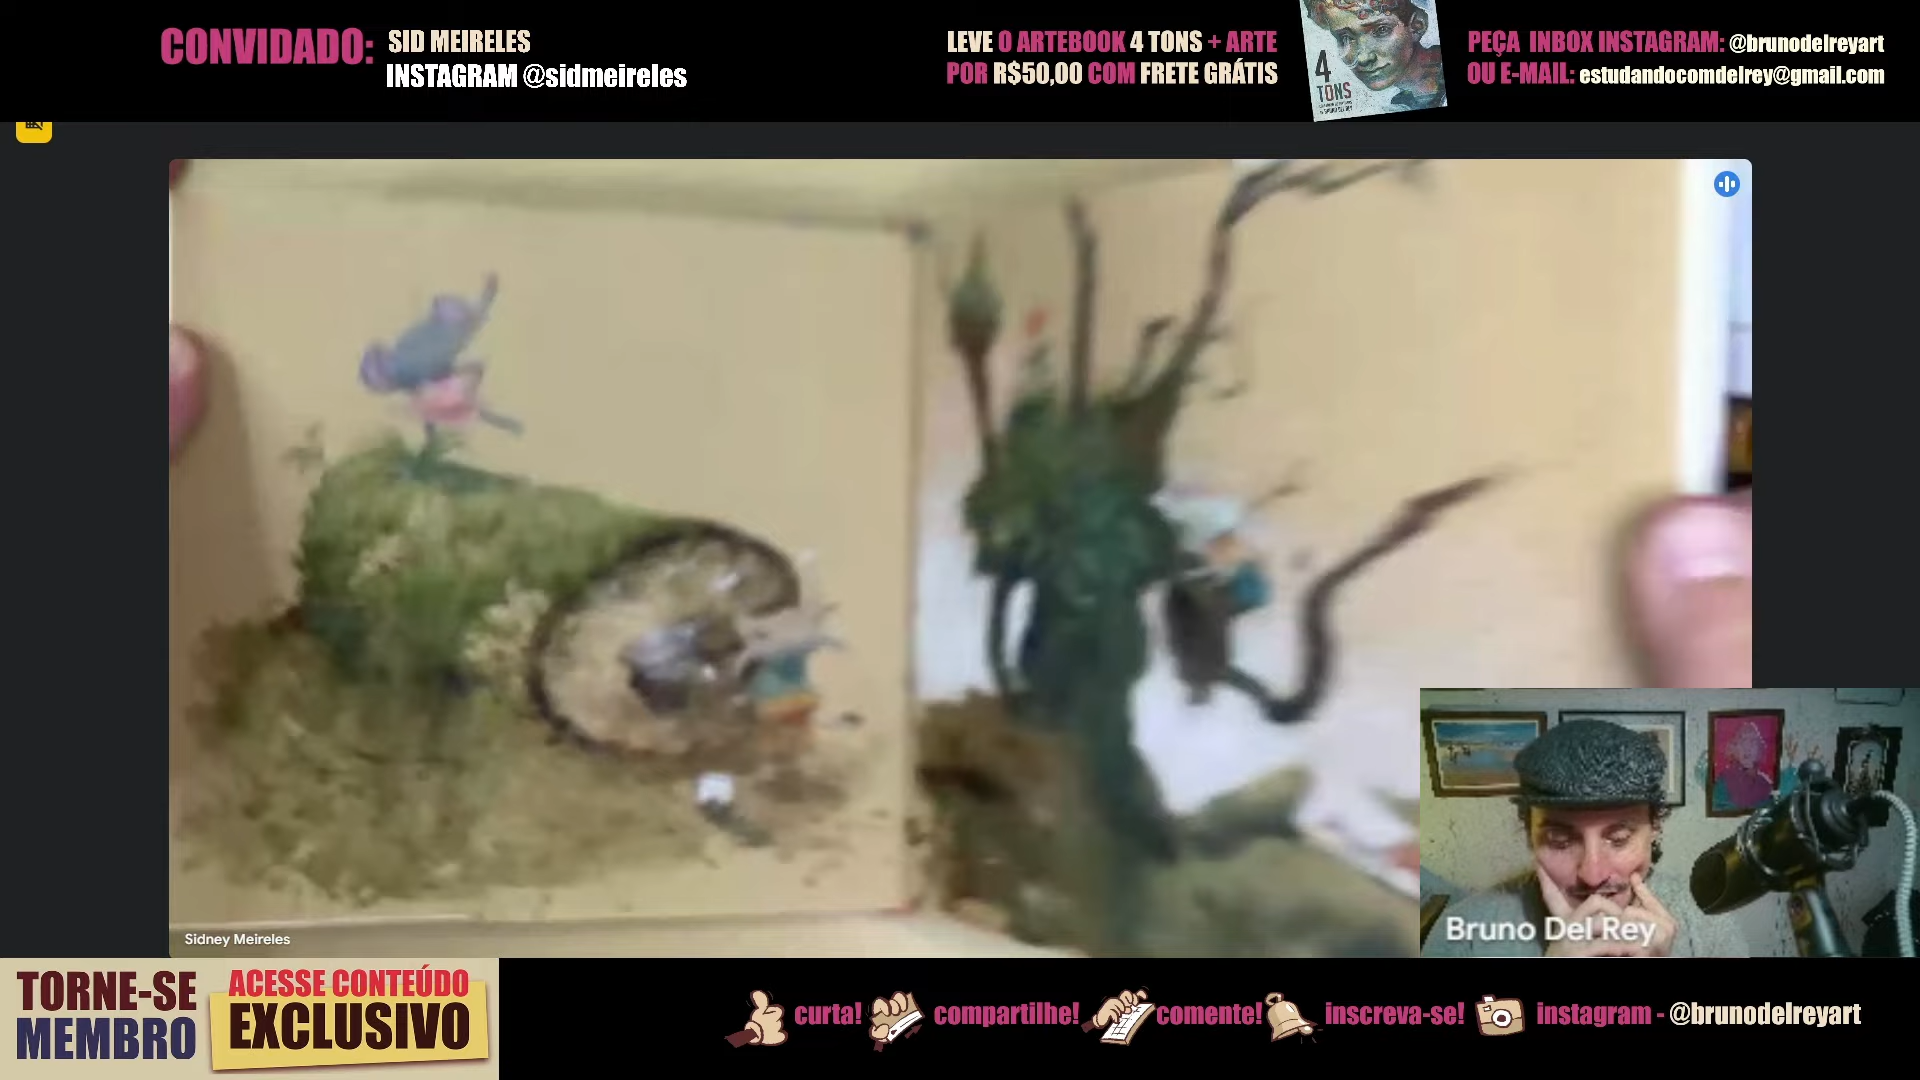 CONVIDADO: SID MEIRELES
INSTAGRAM @sidmeireles
LEVE O ARTEBOOK 4 TONS + ARTE
POR R$50,00 COM FRETE GRÁTIS
4
TONS
PEÇA INBOX INSTAGRAM: @brunodelreyart
OU E-MAIL: estudandocomdelrey@gmail.com
Sidney Meireles
Bruno Del Rey
TORNE-SE
MEMBRO
ACESSE CONTEÚDO
EXCLUSIVO
curta! compartilhe! comente! inscreva-se! instagram - @brunodelreyart